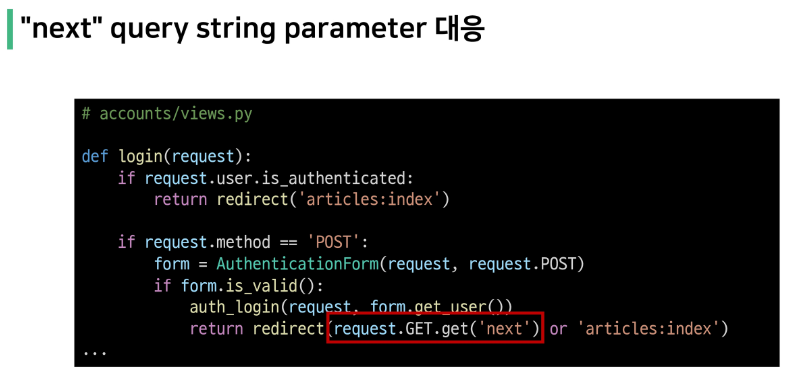 "next" query string parameter 대응
# accounts/views.py
def login(request):
    if request.user.is_authenticated:
        return redirect('articles:index')
    if request.method == 'POST':
        form = AuthenticationForm(request, request.POST)
        if form.is_valid():
            auth_login(request, form.get_user())
            return redirect(request.GET.get('next') or 'articles:index')
...